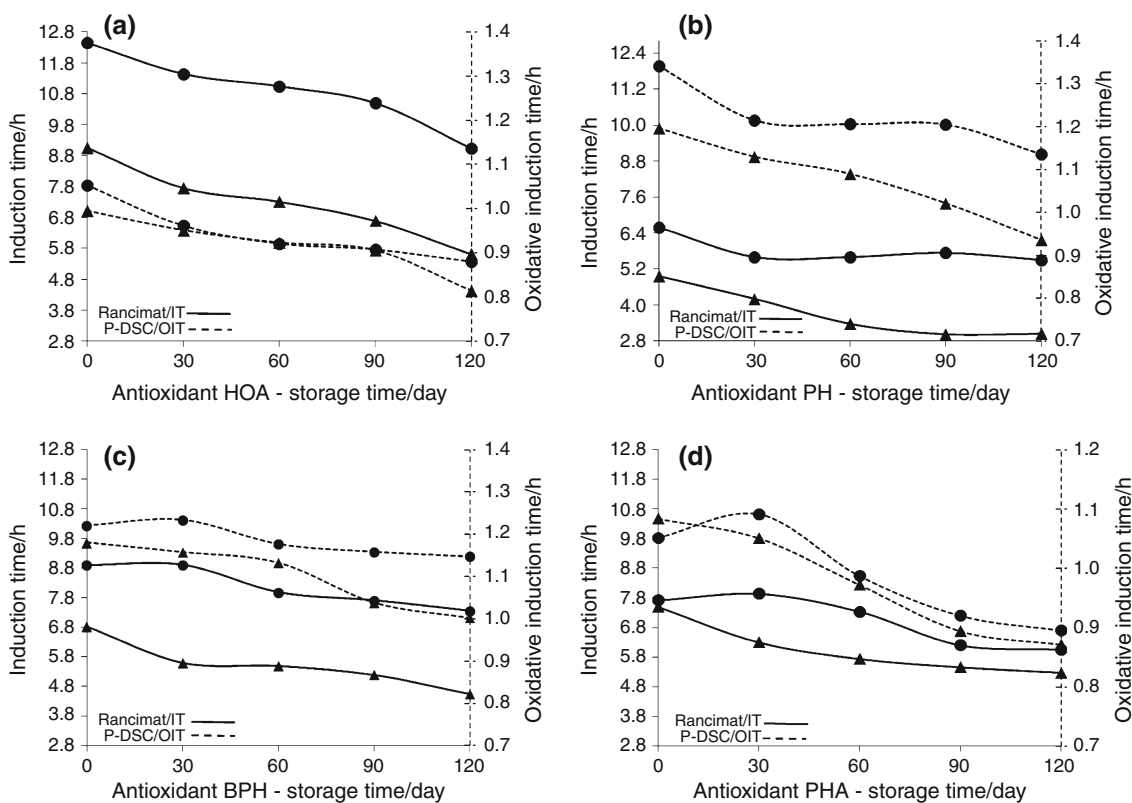 (a)
Induction time/h
12.8
11.8
10.8
9.8
8.8
7.8
6.8
5.8
4.8
3.8
2.8
1.4
1.3
1.2
1.1
1.0
0.9
0.8
0.7
Oxidative induction time/h
Rancimat/IT
P-DSC/OIT
0 30 60 90 120
Antioxidant HOA - storage time/day
(b)
Induction time/h
12.4
11.2
10.0
8.8
7.6
6.4
5.2
4.0
2.8
1.4
1.3
1.2
1.1
1.0
0.9
0.8
0.7
Oxidative induction time/h
Rancimat/IT
P-DSC/OIT
0 30 60 90 120
Antioxidant PH - storage time/day
(c)
Induction time/h
12.8
11.8
10.8
9.8
8.8
7.8
6.8
5.8
4.8
3.8
2.8
1.4
1.3
1.2
1.1
1.0
0.9
0.8
0.7
Oxidative induction time/h
Rancimat/IT
P-DSC/OIT
0 30 60 90 120
Antioxidant BPH - storage time/day
(d)
Induction time/h
12.8
11.8
10.8
9.8
8.8
7.8
6.8
5.8
4.8
3.8
2.8
1.2
1.1
1.0
0.9
0.8
0.7
Oxidative induction time/h
Rancimat/IT
P-DSC/OIT
0 30 60 90 120
Antioxidant PHA - storage time/day